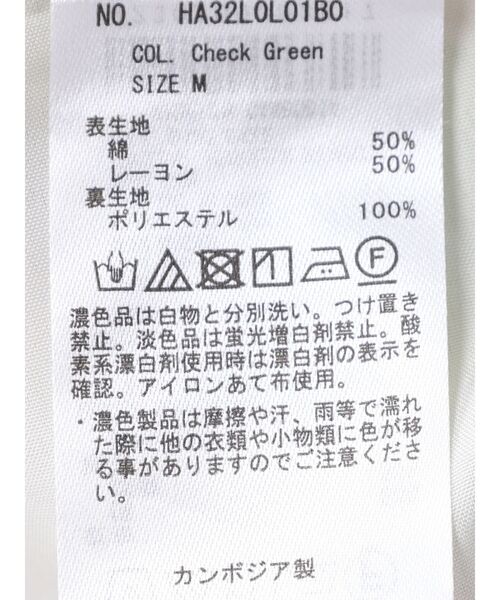 NO. HA32L0L01B0
COL. Check Green
SIZE M
表生地
綿 50%
レーヨン 50%
裏生地
ポリエステル 100%
F
濃色品は白物と分別洗い。つけ置き
禁止。淡色品は蛍光増白剤禁止。酸
素系漂白剤使用時は漂白剤の表示を
確認。アイロンあて布使用。
・濃色製品は摩擦や汗、雨等で濡れ
た際に他の衣類や小物類に色が移
る事がありますのでご注意くださ
い。
カンボジア製